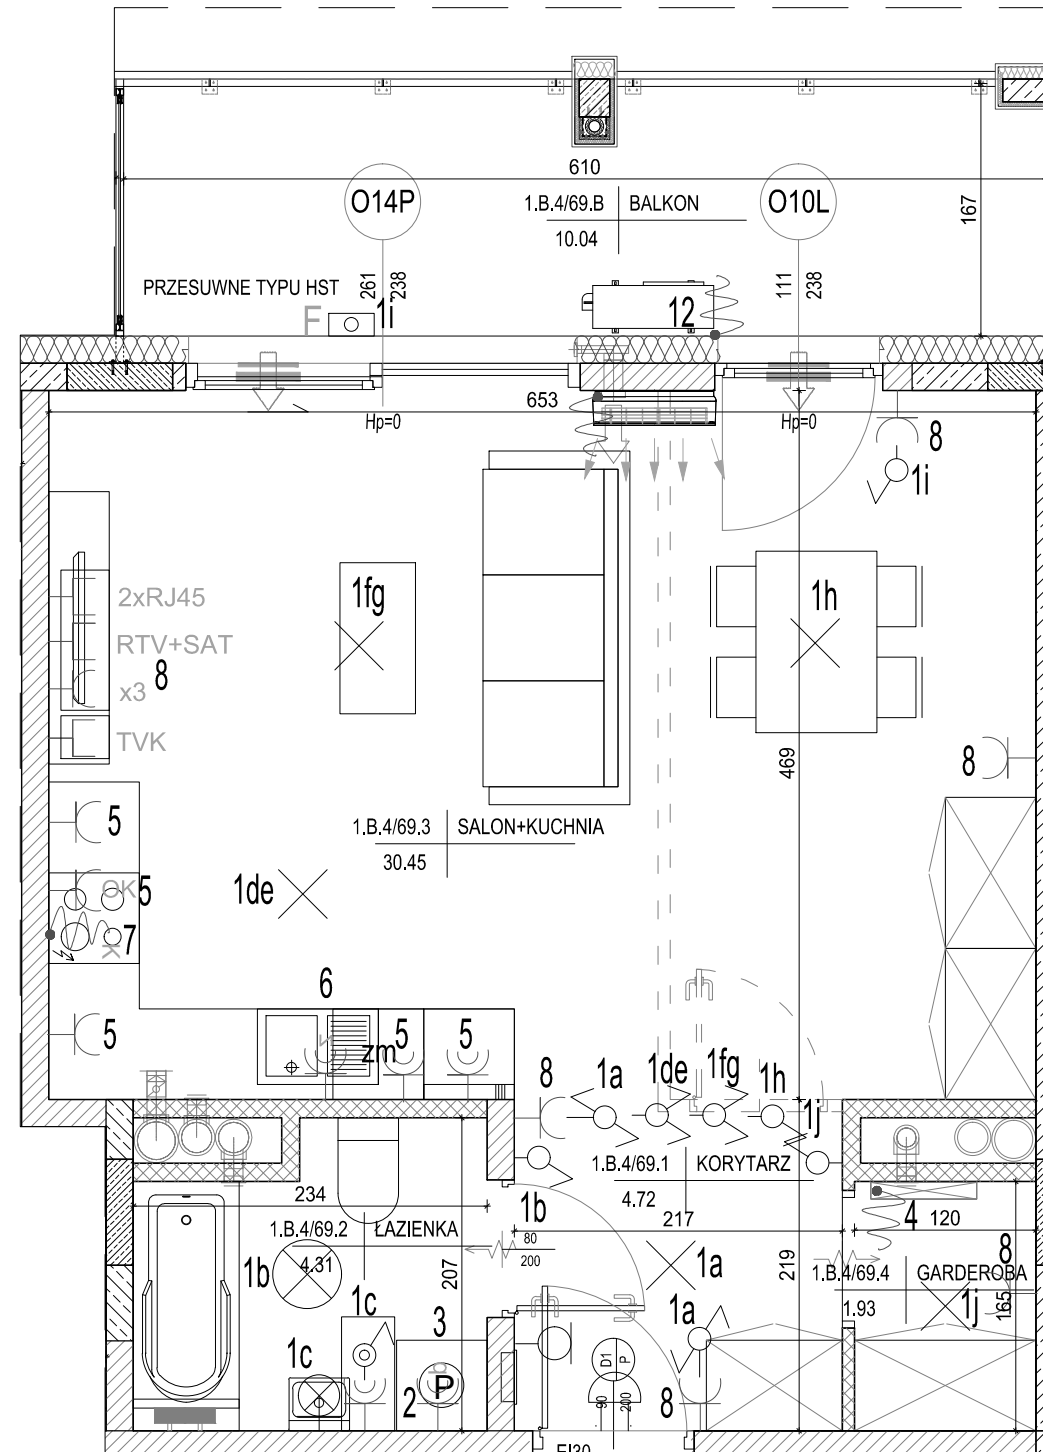 610
O14P
1.B.4/69.B BALKON
10.04
O10L
167
PRZESUWNE TYPU HST
261
238
F
1i
12
111
238
653
Hp=0
Hp=0
8
1i
2xRJ45
RTV+SAT
x3
8
TVK
1fg
1h
469
8
5
1.B.4/69.3 SALON+KUCHNIA
30.45
OK
5
1de
7
K
6
5
zm
5
5
8
1a
1de
1fg
1h
1j
234
1.B.4/69.1 KORYTARZ
4.72
217
1.B.4/69.2 ŁAZIENKA
4.31
1b
207
1b
80
200
1a
219
4
120
8
1.B.4/69.4 GARDEROBA
1.93
1j
165
1c
3
1a
1c
2
P
D1
P
90
200
8
EI30